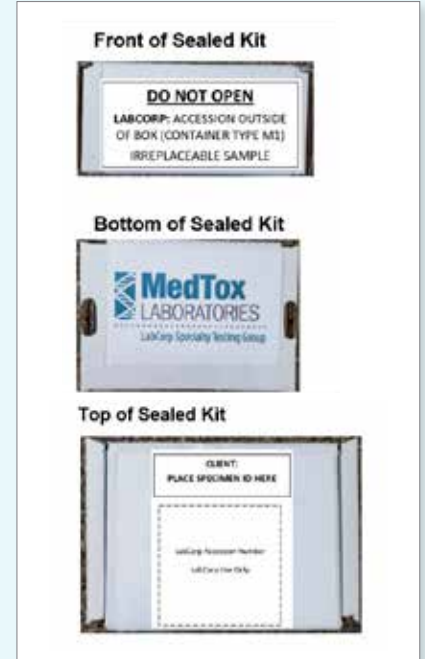 Front of Sealed Kit
DO NOT OPEN
LABCORP: ACCESSION OUTSIDE
OF BOX (CONTAINER TYPE M1)
IRREPLACEABLE SAMPLE
Bottom of Sealed Kit
MedTox
LABORATORIES
LabCorp Specialty Testing Group
Top of Sealed Kit
CLIENT:
PLACE SPECIMEN ID HERE
LabCorp Accession Number
LabCorp Use Only